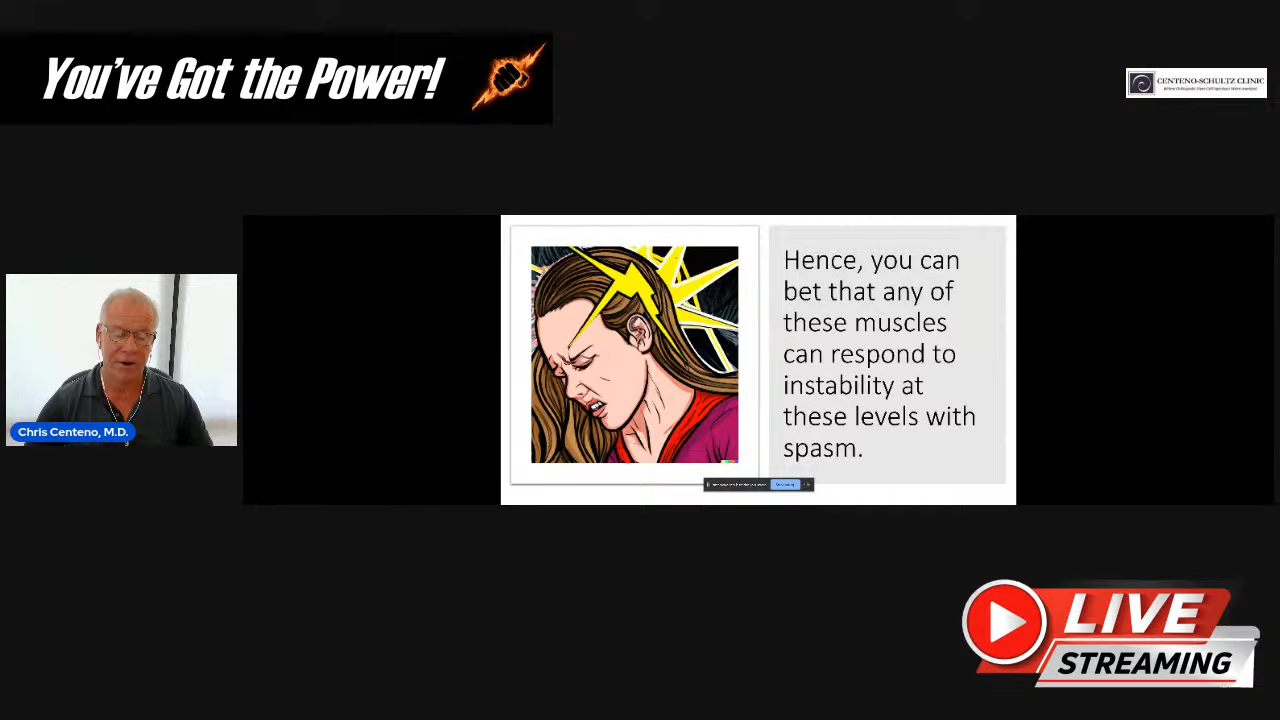 You've Got the Power!
CENTENO-SCHULTZ CLINIC
Hence, you can
bet that any of
these muscles
can respond to
instability at
these levels with
spasm.
Chris Centeno, M.D.
LIVE
STREAMING